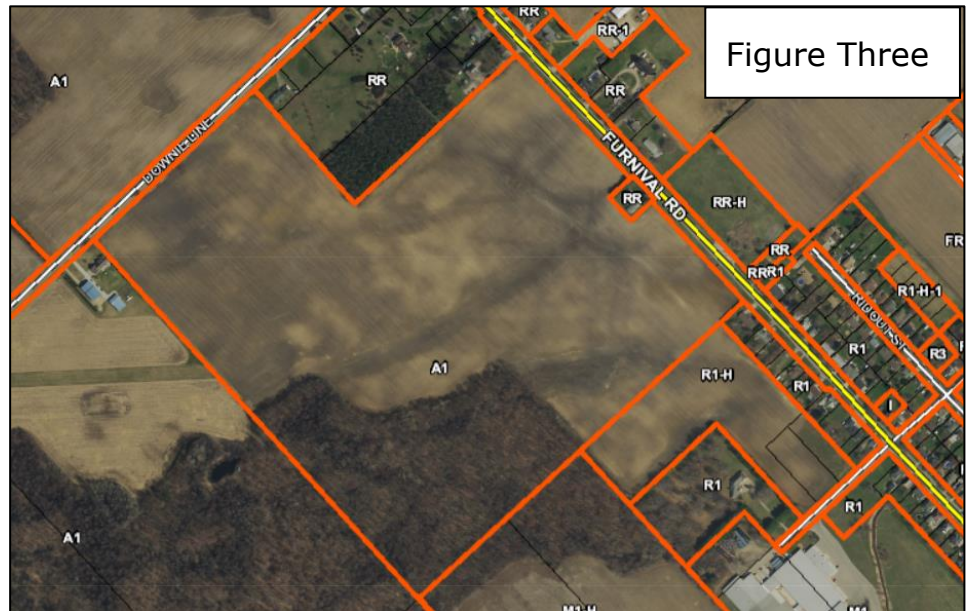 RR
RR-1
Figure Three
A1
RR
RR
DOWNIE LINE
FURNIVAL RD
RR
RR-H
RR
FR
RR
R1
R1-H-1
RIDOUT ST
A1
R1-H
R1
R1
R3
I
R1
R1
A1
M1-H
M1